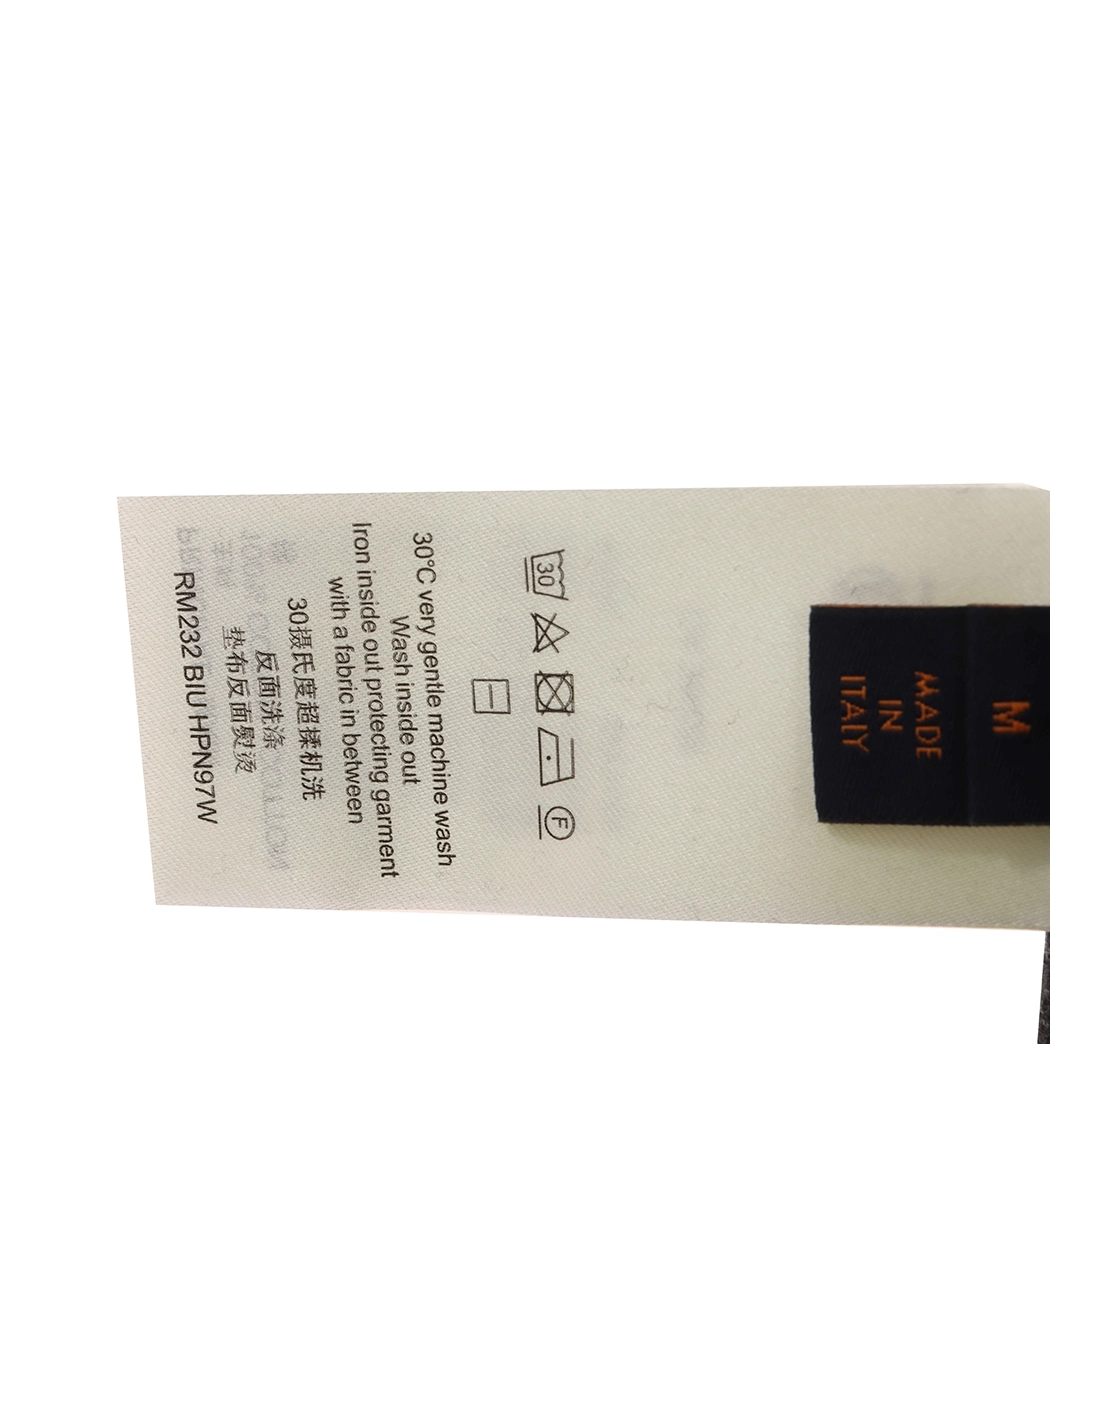 M
MADE
IN
ITALY
30
F
30°C very gentle machine wash
Wash inside out
Iron inside out protecting garment
with a fabric in between
30摄氏度超揉机洗
反面洗涤
垫布反面熨烫
RM232 BIU HPN97W